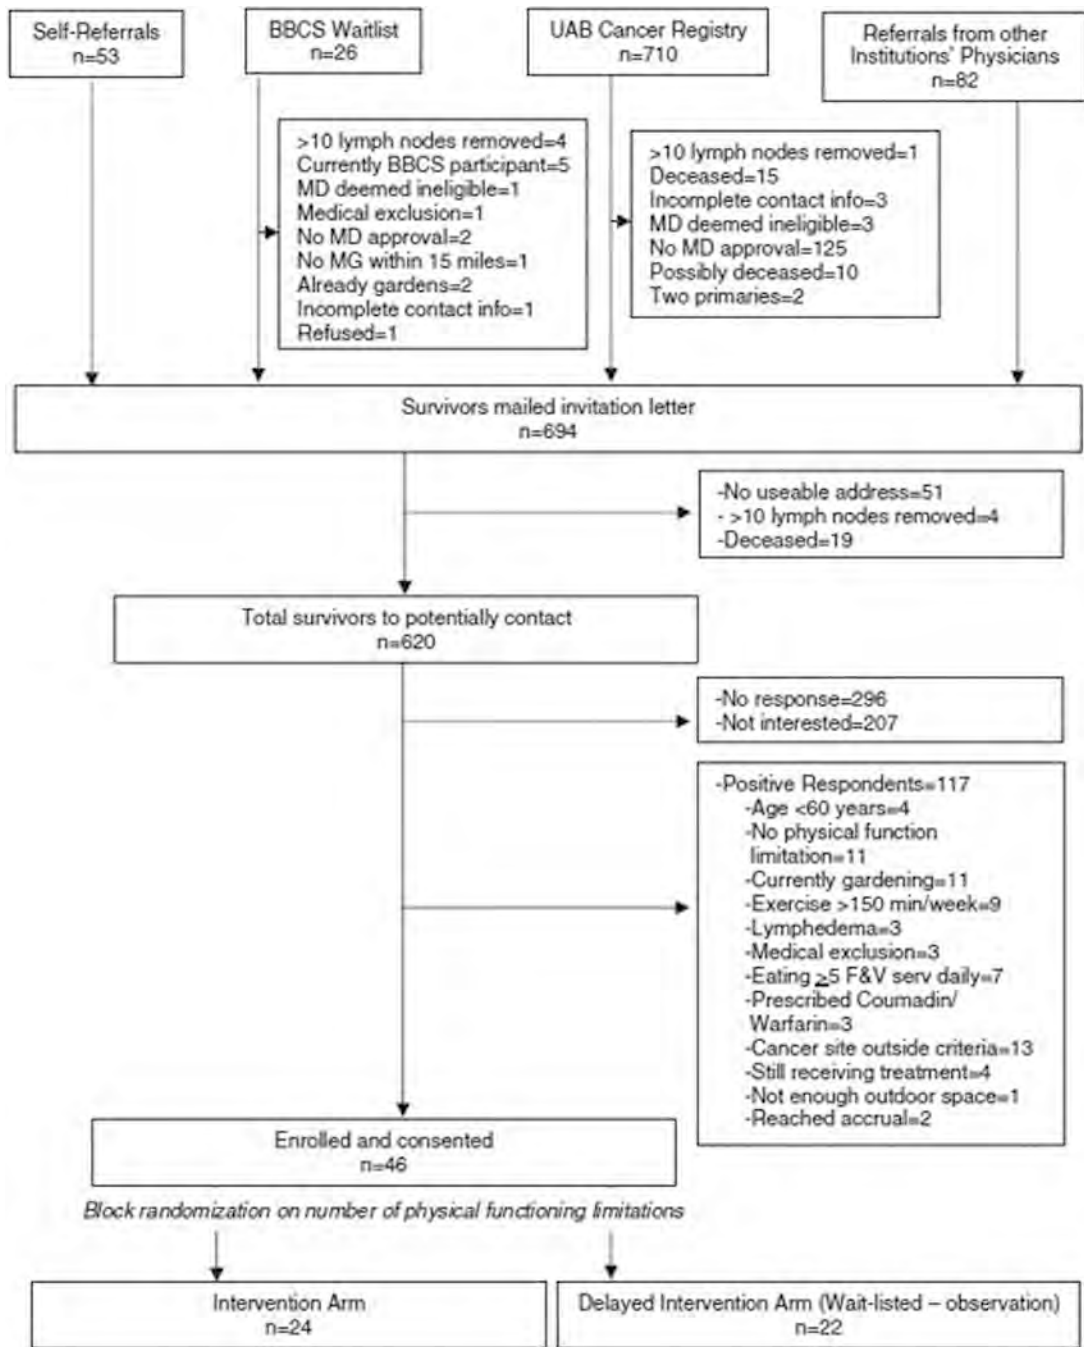 Self-Referrals
n=53
BBCS Waitlist
n=26
UAB Cancer Registry
n=710
Referrals from other
Institutions' Physicians
n=82
>10 lymph nodes removed=4
Currently BBCS participant=5
MD deemed ineligible=1
Medical exclusion=1
No MD approval=2
No MG within 15 miles=1
Already gardens=2
Incomplete contact info=1
Refused=1
>10 lymph nodes removed=1
Deceased=15
Incomplete contact info=3
MD deemed ineligible=3
No MD approval=125
Possibly deceased=10
Two primaries=2
Survivors mailed invitation letter
n=694
-No useable address=51
- >10 lymph nodes removed=4
-Deceased=19
Total survivors to potentially contact
n=620
-No response=296
-Not interested=207
-Positive Respondents=117
-Age <60 years=4
-No physical function
limitation=11
-Currently gardening=11
-Exercise >150 min/week=9
-Lymphedema=3
-Medical exclusion=3
-Eating ≥5 F&V serv daily=7
-Prescribed Coumadin/
Warfarin=3
-Cancer site outside criteria=13
-Still receiving treatment=4
-Not enough outdoor space=1
-Reached accrual=2
Enrolled and consented
n=46
Block randomization on number of physical functioning limitations
Intervention Arm
n=24
Delayed Intervention Arm (Wait-listed – observation)
n=22